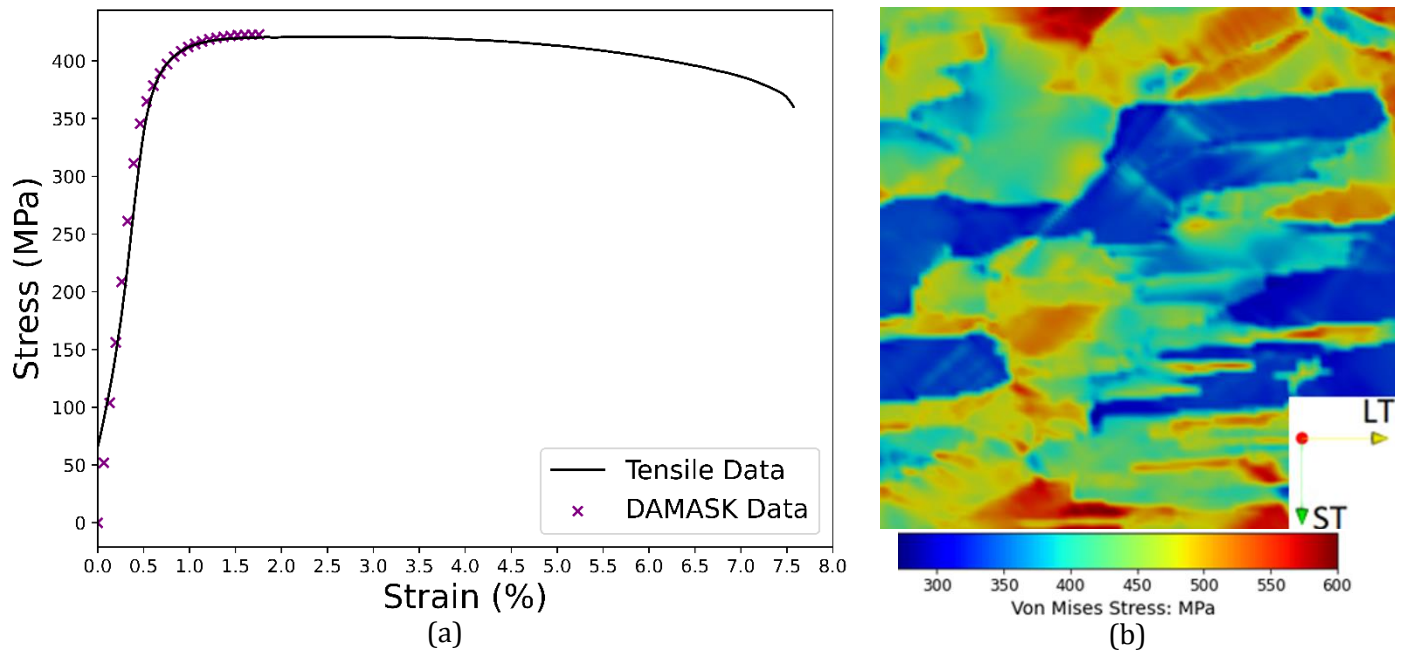 400
350
300
250
200
150
100
50
0
Stress (MPa)
Tensile Data
DAMASK Data
0.0 0.5 1.0 1.5 2.0 2.5 3.0 3.5 4.0 4.5 5.0 5.5 6.0 6.5 7.0 7.5 8.0
Strain (%)
(a)
LT
ST
300 350 400 450 500 550 600
Von Mises Stress: MPa
(b)